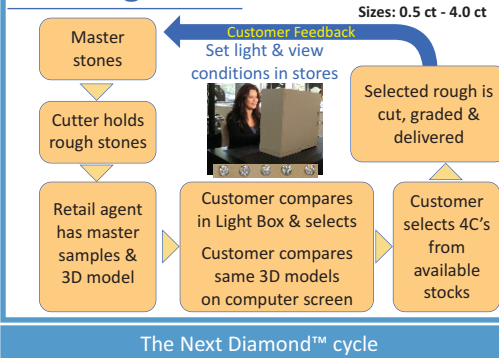 Sizes: 0.5 ct - 4.0 ct
Customer Feedback
Master
stones
Set light & view
conditions in stores
Selected rough is
cut, graded &
delivered
Cutter holds
rough stones
Retail agent
has master
samples &
3D model
Customer compares
in Light Box & selects
Customer compares
same 3D models
on computer screen
Customer
selects 4C's
from
available
stocks
The Next Diamond™ cycle